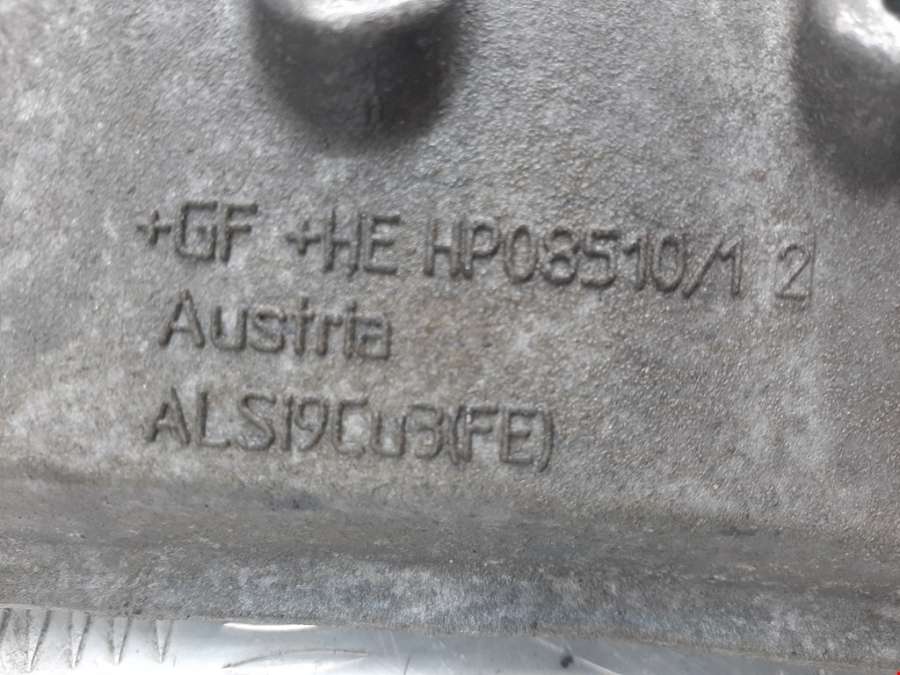 +GF +HE HP08510/1 2
Austria
ALSI9Cu3(FE)